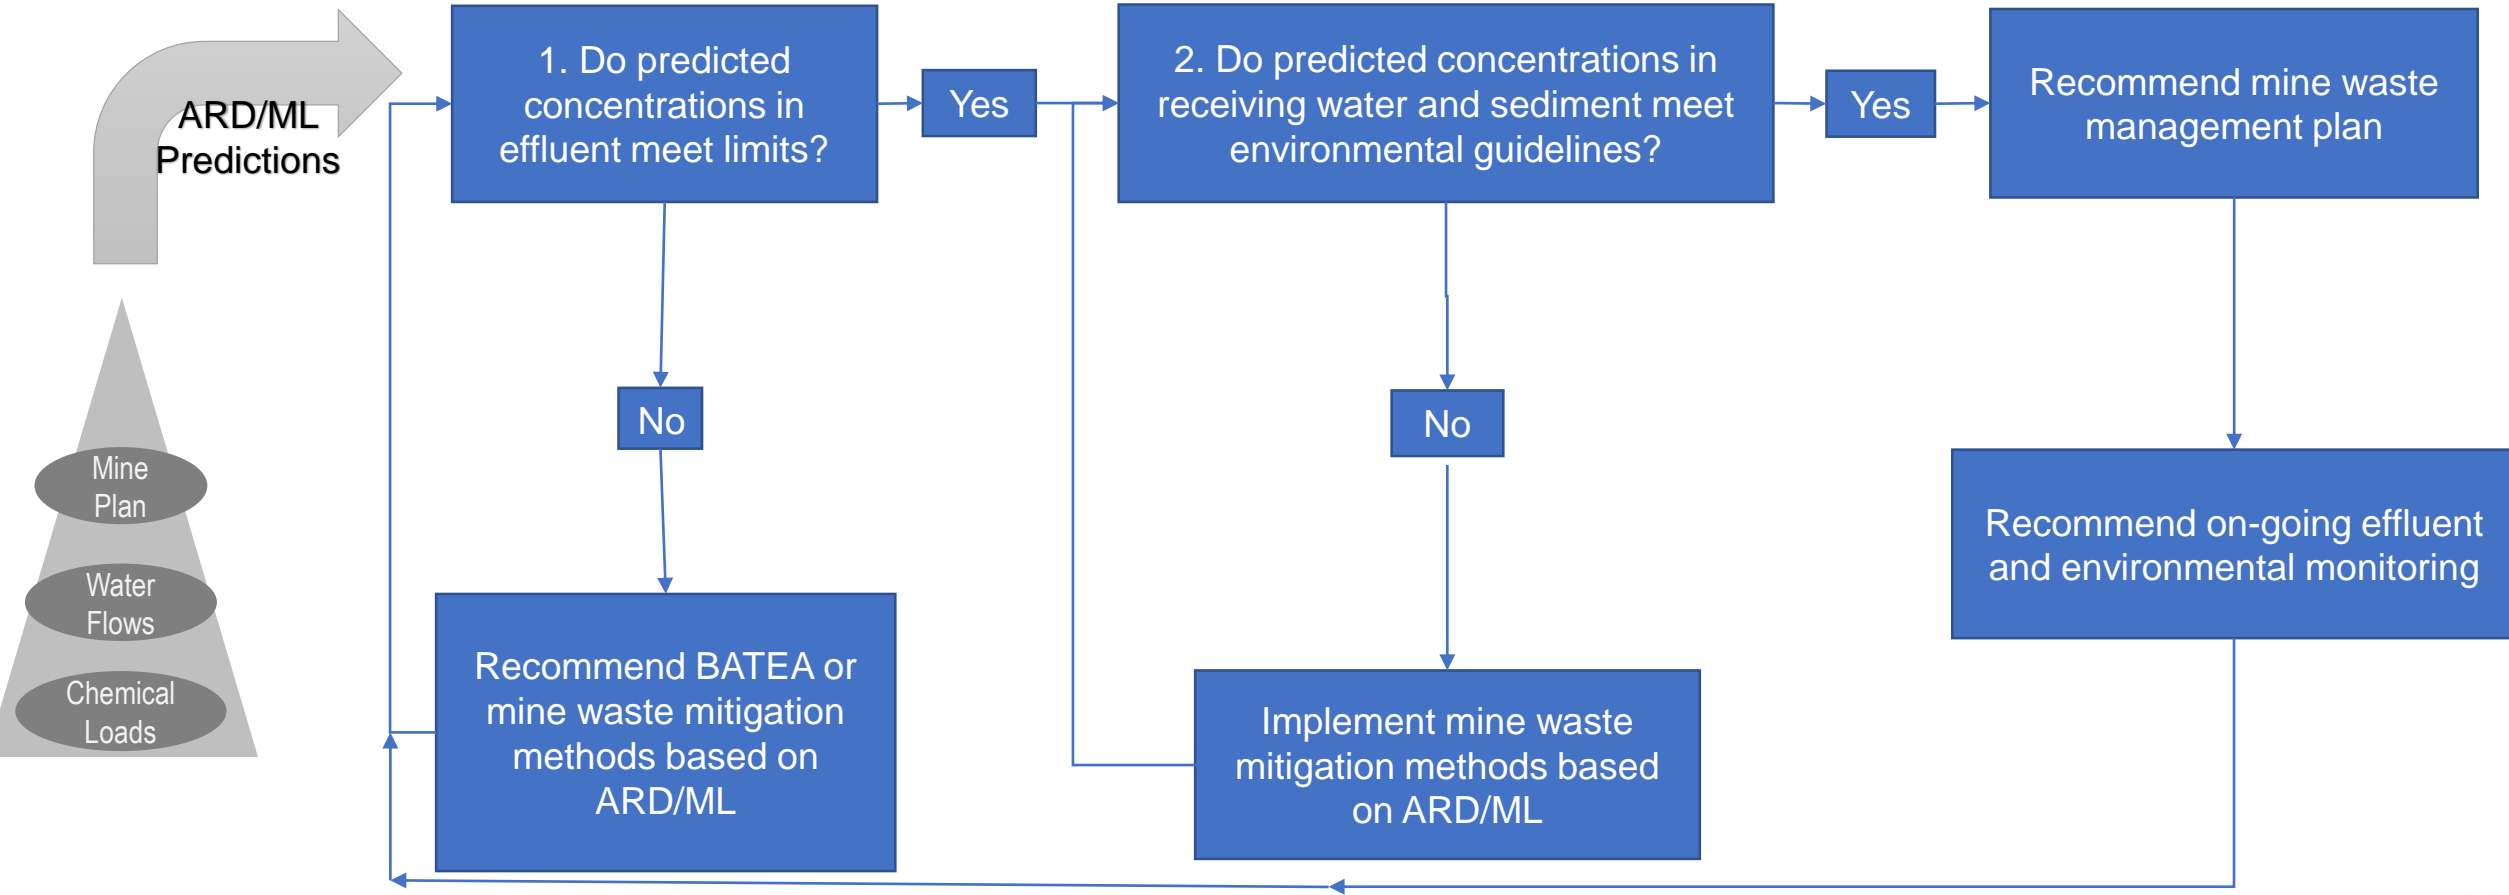 ARD/ML
Predictions
Mine
Plan
Water
Flows
Chemical
Loads
1. Do predicted
concentrations in
effluent meet limits?
Yes
2. Do predicted concentrations in
receiving water and sediment meet
environmental guidelines?
Yes
Recommend mine waste
management plan
No
No
Recommend BATEA or
mine waste mitigation
methods based on
ARD/ML
Implement mine waste
mitigation methods based
on ARD/ML
Recommend on-going effluent
and environmental monitoring